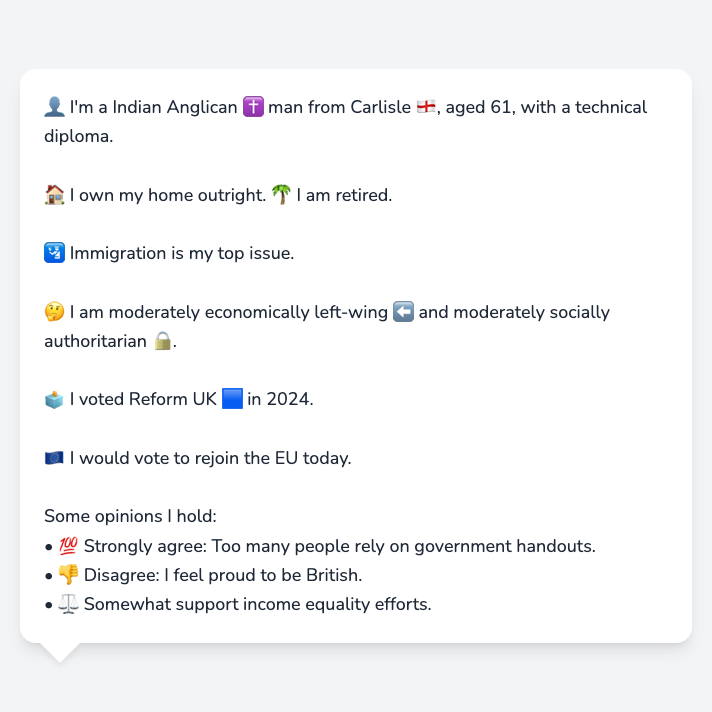 👤 I'm a Indian Anglican ✝️ man from Carlisle 🏴󠁧󠁢󠁥󠁮󠁧󠁿, aged 61, with a technical
diploma.
🏠 I own my home outright. 🌴 I am retired.
🛂 Immigration is my top issue.
🤔 I am moderately economically left-wing ⬅️ and moderately socially
authoritarian 🔒.
🗳️ I voted Reform UK 🟦 in 2024.
🇪🇺 I would vote to rejoin the EU today.
Some opinions I hold:
• 💯 Strongly agree: Too many people rely on government handouts.
• 👎 Disagree: I feel proud to be British.
• ⚖️ Somewhat support income equality efforts.